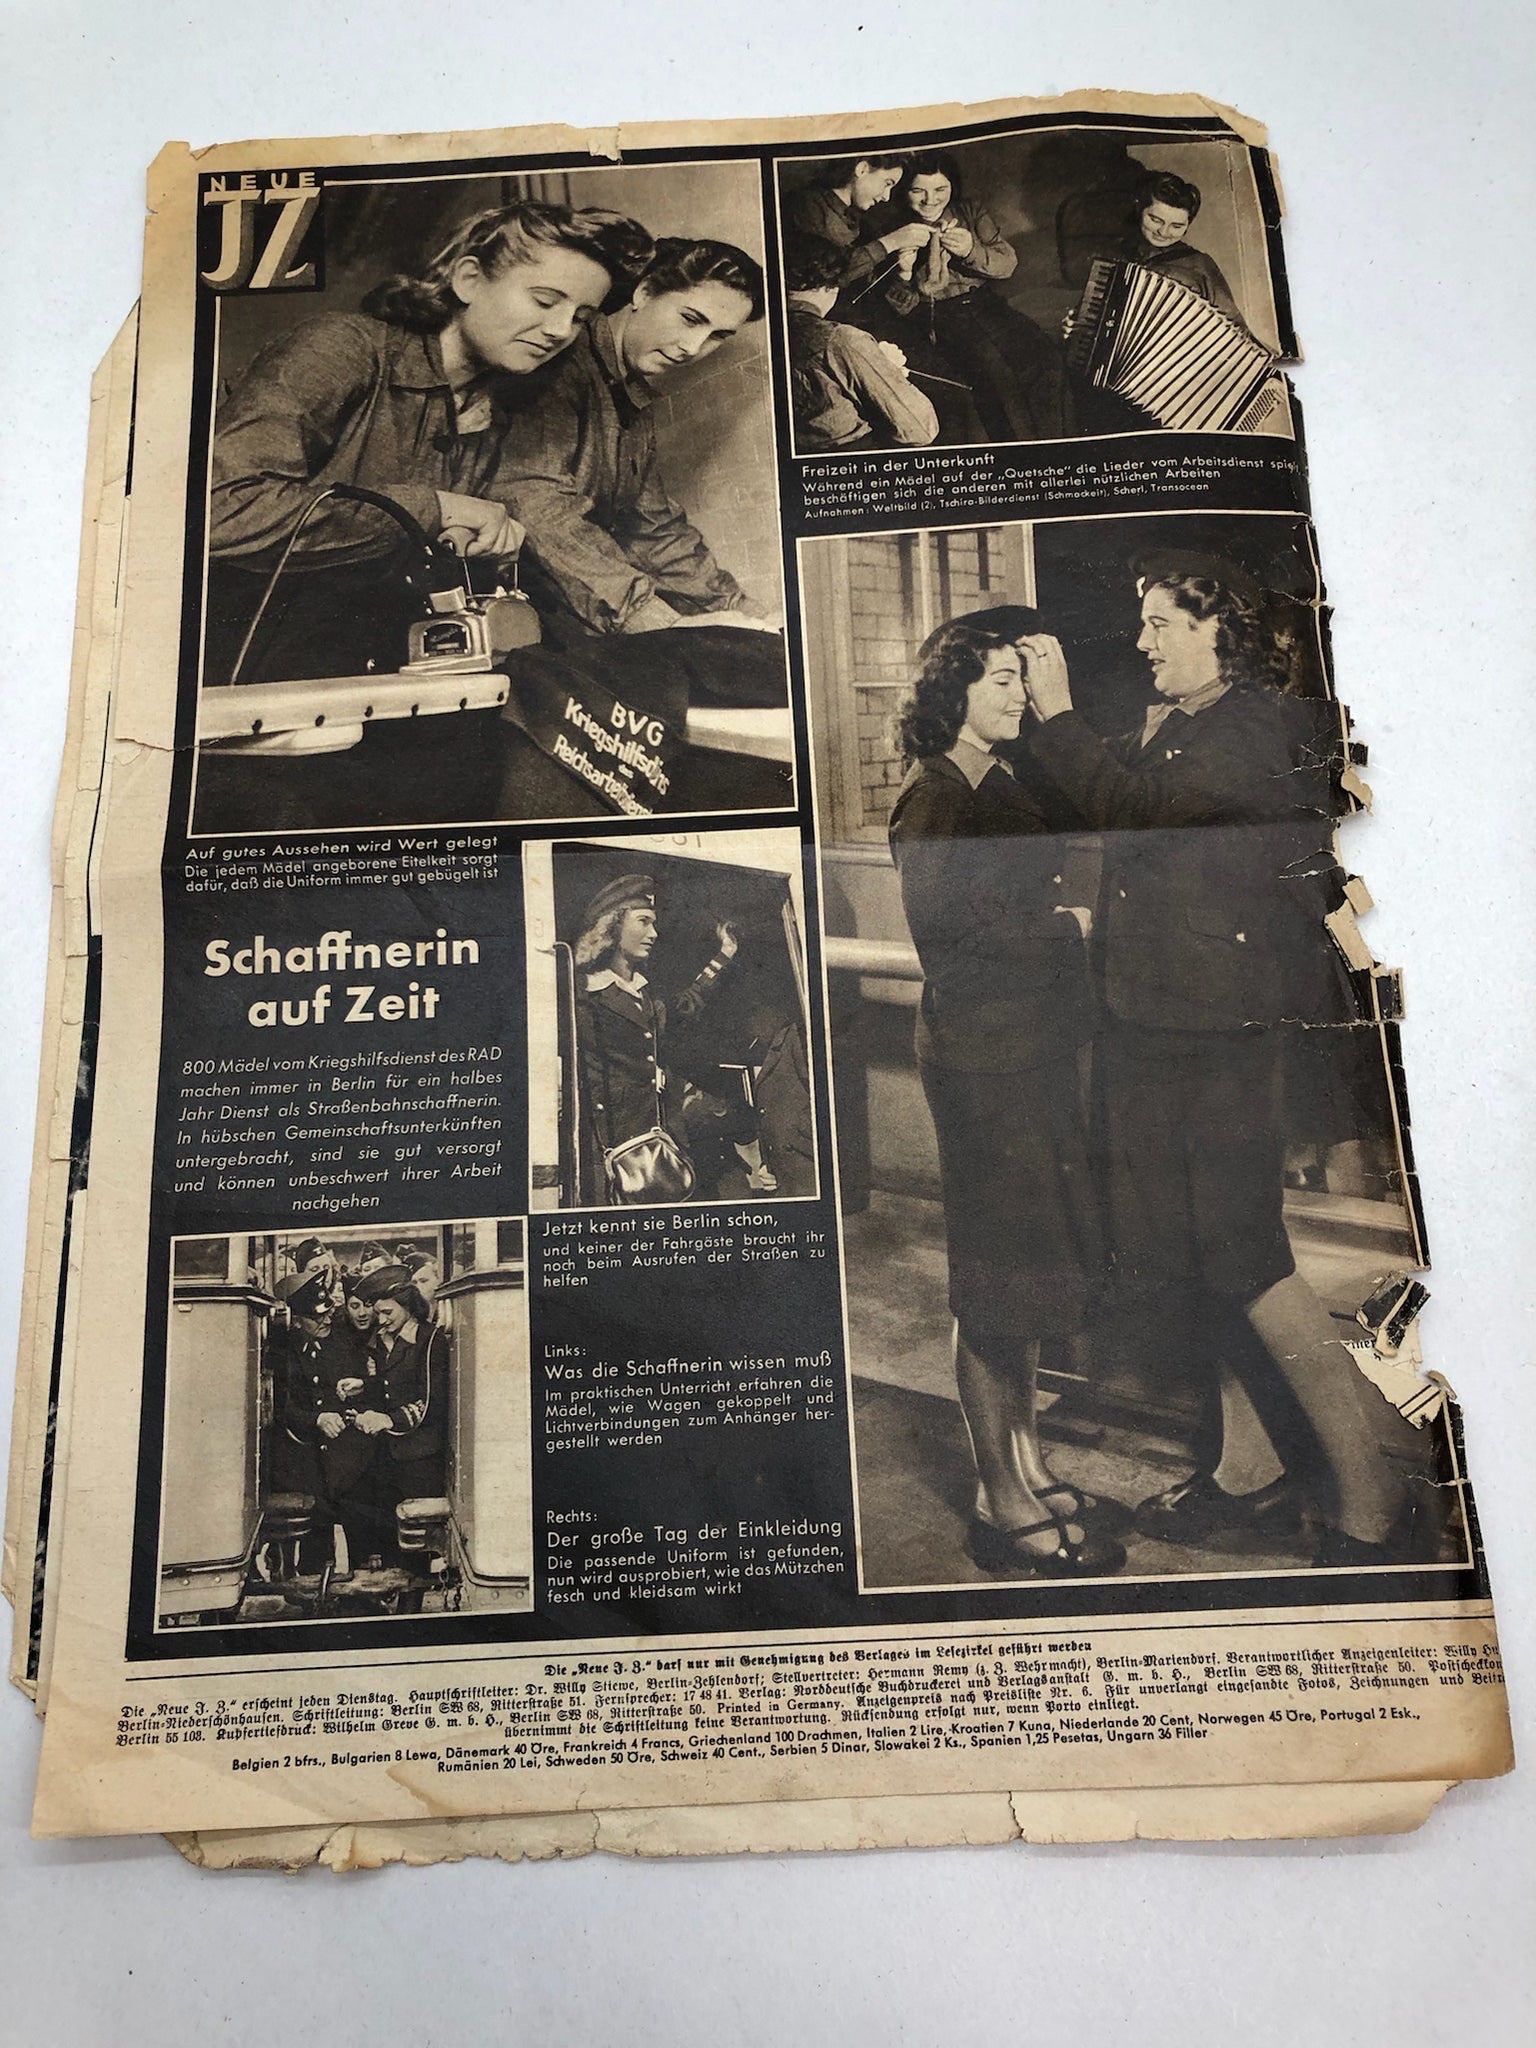 NEUE
JZ
BVG
Kriegshilfsd
des
Reichsarbeitsdiens
Freizeit in der Unterkunft
Während ein Mädel auf der „Quetsche" die Lieder vom Arbeitsdienst spielt,
beschäftigen sich die anderen mit allerlei nützlichen Arbeiten
Aufnahmen: Weltbild (2), Tschira-Bilderdienst (Schmackeit), Scherl, Transocean
Auf gutes Aussehen wird Wert gelegt
Die jedem Mädel angeborene Eitelkeit sorgt
dafür, daß die Uniform immer gut gebügelt ist
Schaffnerin
auf Zeit
800 Mädel vom Kriegshilfsdienst des RAD
machen immer in Berlin für ein halbes
Jahr Dienst als Straßenbahnschaffnerin.
In hübschen Gemeinschaftsunterkünften
untergebracht, sind sie gut versorgt
und können unbeschwert ihrer Arbeit
nachgehen
Jetzt kennt sie Berlin schon,
und keiner der Fahrgäste braucht ihr
noch beim Ausrufen der Straßen zu
helfen
Links:
Was die Schaffnerin wissen muß
Im praktischen Unterricht erfahren die
Mädel, wie Wagen gekoppelt und
Lichtverbindungen zum Anhänger her-
gestellt werden
Rechts:
Der große Tag der Einkleidung
Die passende Uniform ist gefunden,
nun wird ausprobiert, wie das Mützchen
fesch und kleidsam wirkt
Die „Neue J. Z." darf nur mit Genehmigung des Verlages im Lesezirkel geführt werden
Die „Neue J. Z." erscheint jeden Dienstag. Hauptschriftleiter: Dr. Willy Stiewe, Berlin-Zehlendorf; Stellvertreter: Hermann Remy (z. Z. Wehrmacht), Berlin-Mariendorf. Verantwortlicher Anzeigenleiter: Willy
Berlin-Niederschönhausen. Schriftleitung: Berlin SW 68, Ritterstraße 51. Fernsprecher: 17 48 41. Verlag: Norddeutsche Buchdruckerei und Verlagsanstalt G. m. b. H., Berlin SW 68, Ritterstraße 50. Postscheckkon
Berlin 55 108. Kupfertiefdruck: Wilhelm Greve G. m. b. H., Berlin SW 68, Ritterstraße 50. Printed in Germany. Anzeigenpreis nach Preisliste Nr. 6. Für unverlangt eingesandte Fotos, Zeichnungen und Beitr
übernimmt die Schriftleitung keine Verantwortung. Rücksendung erfolgt nur, wenn Porto einliegt.
Belgien 2 bfrs., Bulgarien 8 Lewa, Dänemark 40 Öre, Frankreich 4 Francs, Griechenland 100 Drachmen, Italien 2 Lire, Kroatien 7 Kuna, Niederlande 20 Cent, Norwegen 45 Öre, Portugal 2 Esk.,
Rumänien 20 Lei, Schweden 50 Öre, Schweiz 40 Cent., Serbien 5 Dinar, Slowakei 2 Ks., Spanien 1,25 Pesetas, Ungarn 36 Filler